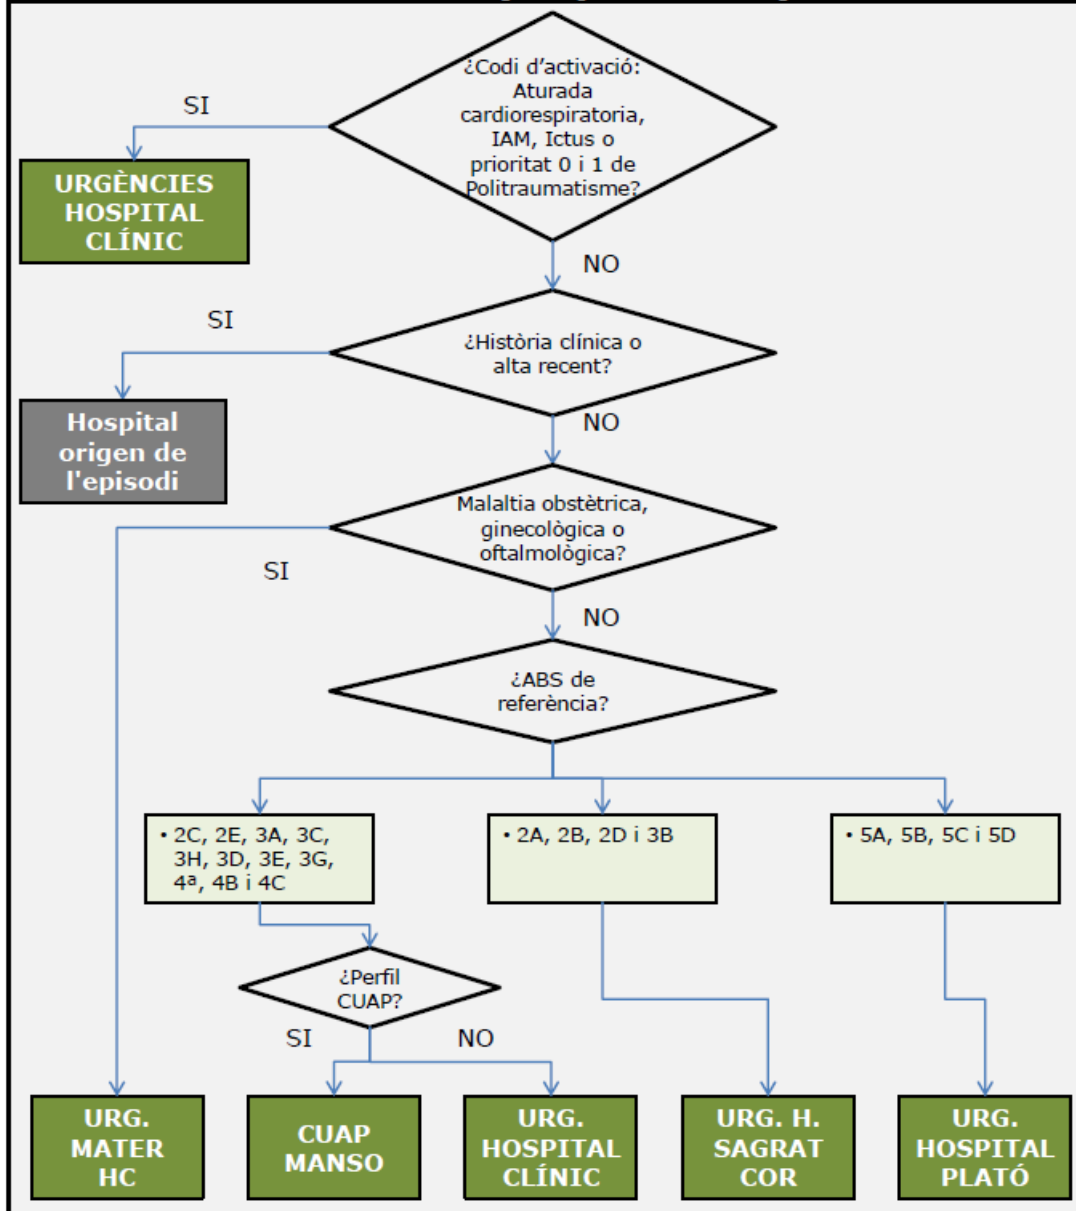 ¿Codi d'activació:
Aturada
cardiorespiratoria,
IAM, Ictus o
prioritat 0 i 1 de
Politraumatisme?
SI
URGÈNCIES
HOSPITAL
CLÍNIC
NO
¿Història clínica o
alta recent?
SI
Hospital
origen de
l'episodi
NO
Malaltia obstètrica,
ginecològica o
oftalmològica?
SI
NO
¿ABS de
referència?
• 2C, 2E, 3A, 3C,
3H, 3D, 3E, 3G,
4ª, 4B i 4C
• 2A, 2B, 2D i 3B
• 5A, 5B, 5C i 5D
¿Perfil
CUAP?
SI
NO
URG.
MATER
HC
CUAP
MANSO
URG.
HOSPITAL
CLÍNIC
URG. H.
SAGRAT
COR
URG.
HOSPITAL
PLATÓ